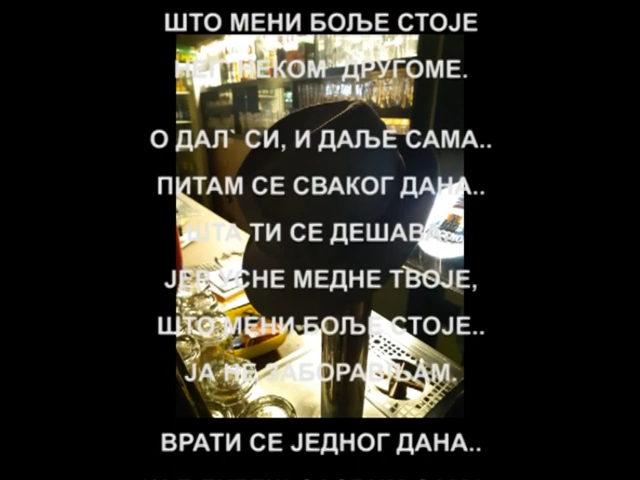 ШТО МЕНИ БОЉЕ СТОЈЕ
НЕГ` НЕКОМ` ДРУГОМЕ.
О ДАЛ` СИ, И ДАЉЕ САМА..
ПИТАМ СЕ СВАКОГ ДАНА..
ШТА ТИ СЕ ДЕШАВА..
ЈЕР УСНЕ МЕДНЕ ТВОЈЕ,
ШТО МЕНИ БОЉЕ СТОЈЕ..
ЈА НЕ ЗАБОРАВЉАМ.
ВРАТИ СЕ ЈЕДНОГ ДАНА..